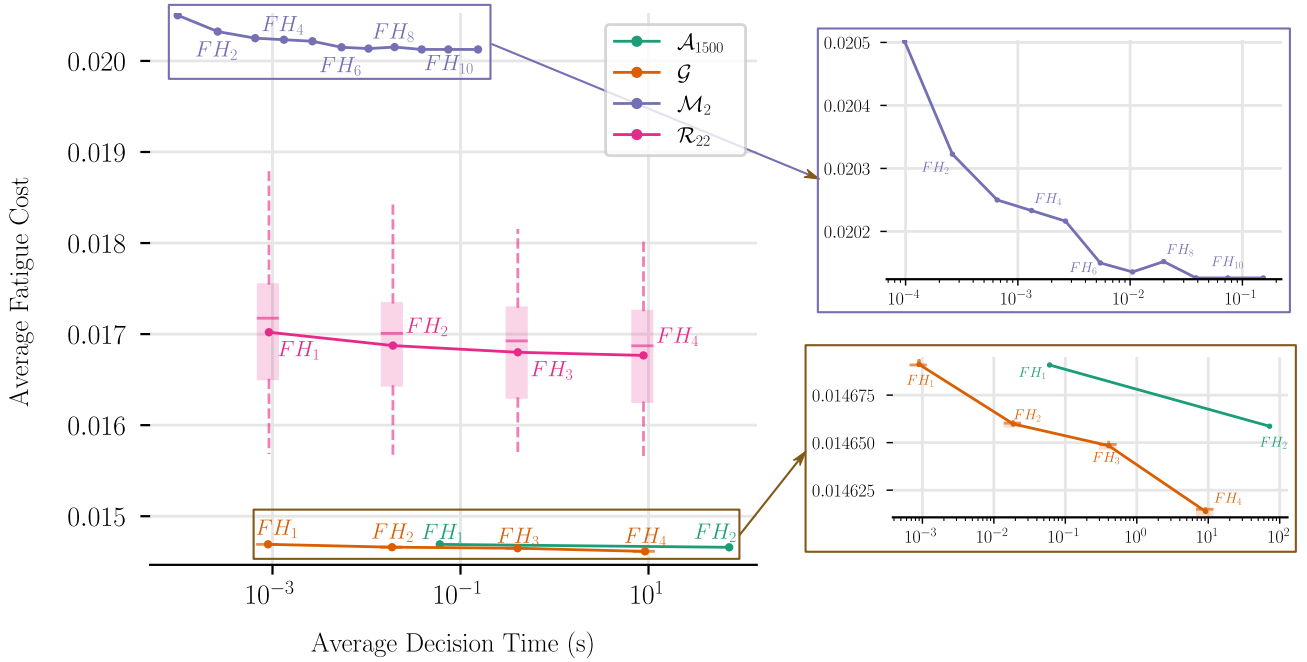 Average Fatigue Cost
0.020
0.019
0.018
0.017
0.016
0.015
10⁻³
10⁻¹
10¹
Average Decision Time (s)
FH₂
FH₄
FH₆
FH₈
FH₁₀
𝒜₁₅₀₀
𝒢
ℳ₂
ℛ₂₂
FH₁
FH₂
FH₃
FH₄
FH₁
FH₂
FH₁
FH₃
FH₄
FH₂
0.0205
0.0204
0.0203
0.0202
FH₂
FH₄
FH₆
FH₈
FH₁₀
10⁻⁴
10⁻³
10⁻²
10⁻¹
0.014675
0.014650
0.014625
FH₁
FH₂
FH₃
FH₄
FH₁
FH₂
10⁻³
10⁻²
10⁻¹
10⁰
10¹
10²